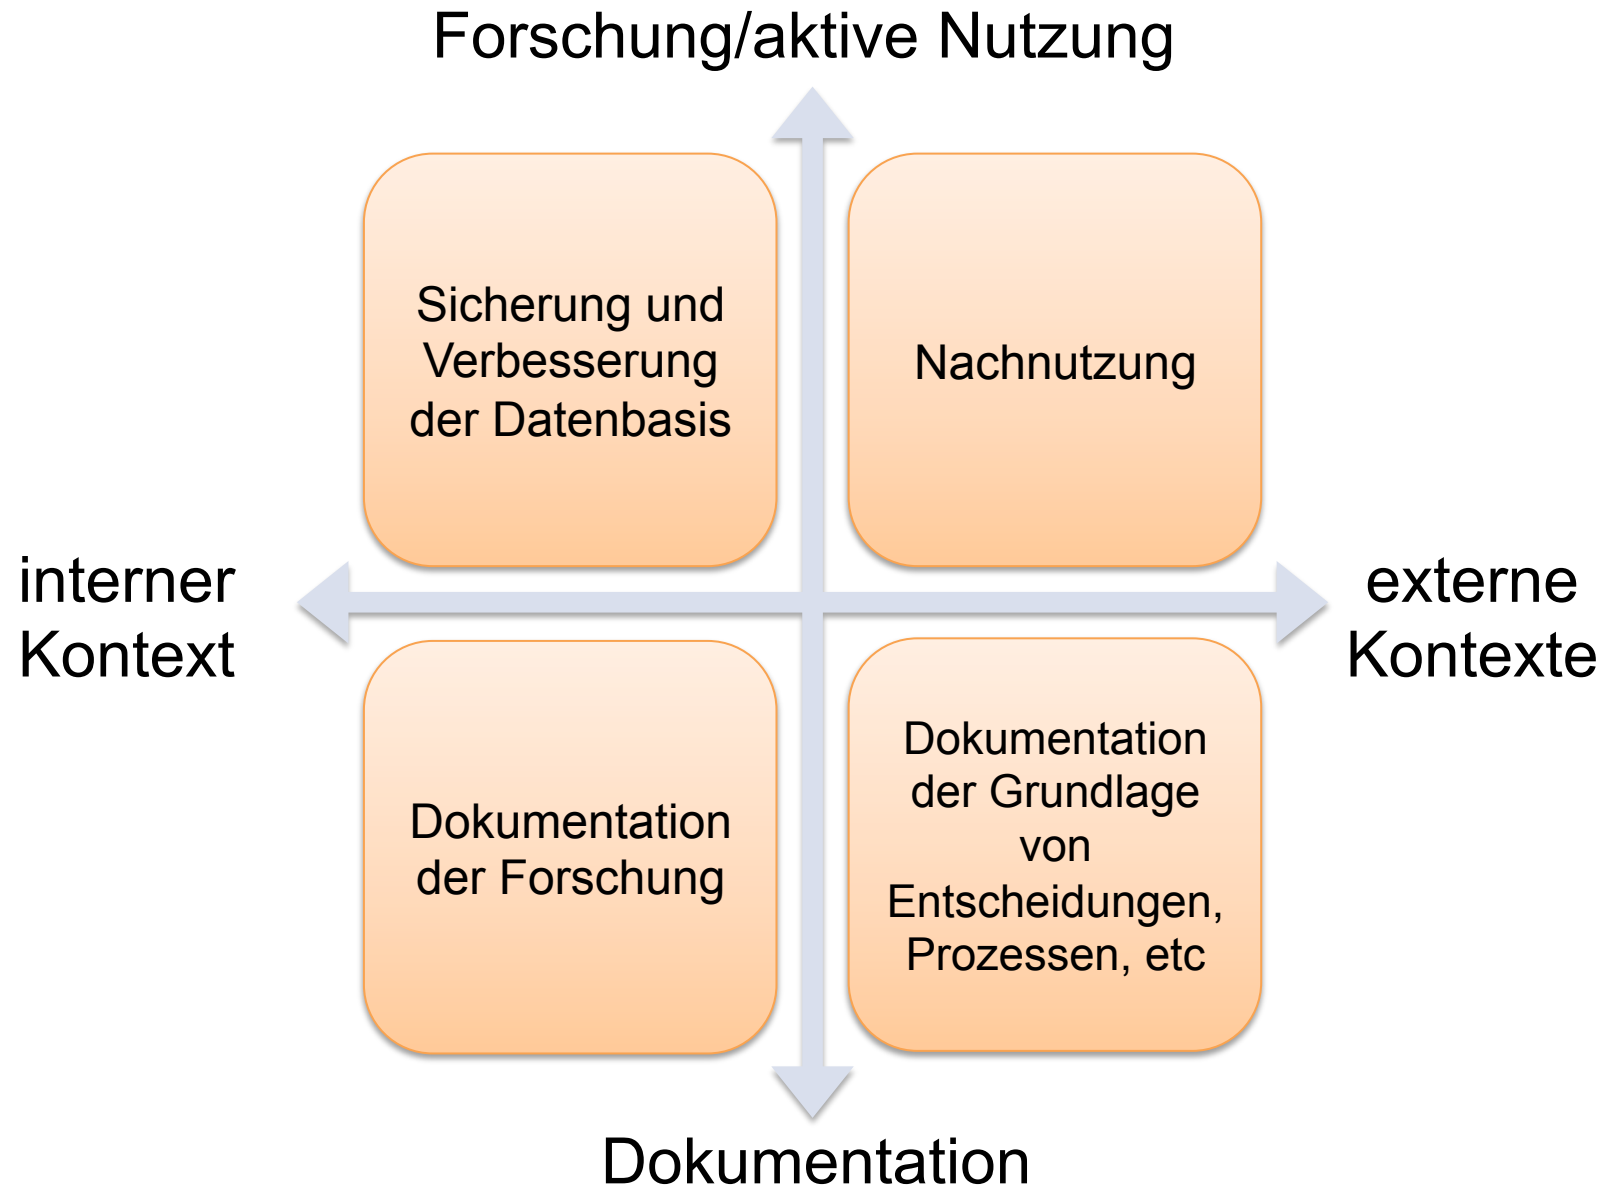 Forschung/aktive Nutzung
Sicherung und
Verbesserung
der Datenbasis
Nachnutzung
interner
Kontext
externe
Kontexte
Dokumentation
der Forschung
Dokumentation
der Grundlage
von
Entscheidungen,
Prozessen, etc
Dokumentation